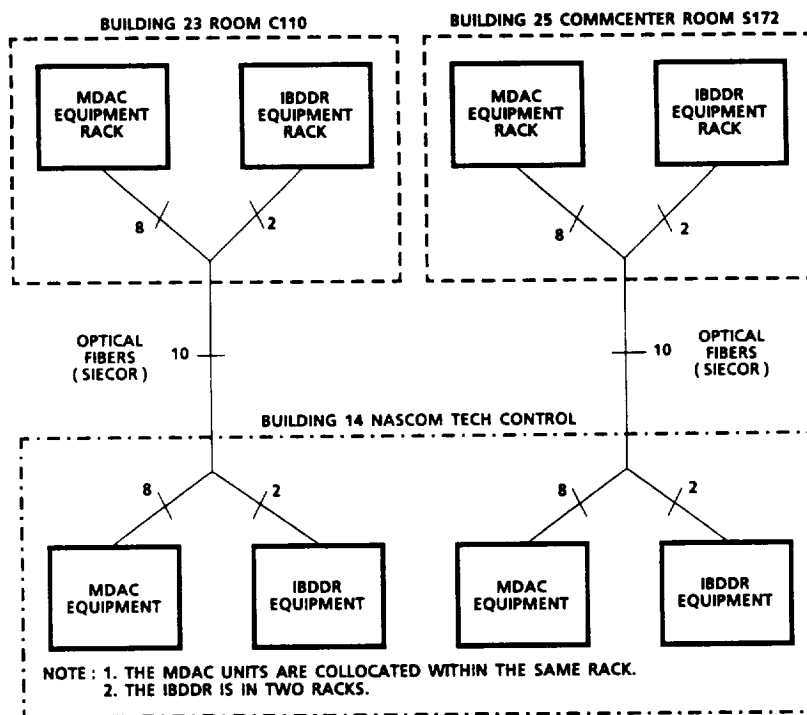 BUILDING 23 ROOM C110
BUILDING 25 COMMCENTER ROOM S172
MDAC
EQUIPMENT
RACK
IBDDR
EQUIPMENT
RACK
MDAC
EQUIPMENT
RACK
IBDDR
EQUIPMENT
RACK
8
2
8
2
OPTICAL
FIBERS
( SIECOR )
10
10
OPTICAL
FIBERS
( SIECOR )
BUILDING 14 NASCOM TECH CONTROL
8
2
8
2
MDAC
EQUIPMENT
IBDDR
EQUIPMENT
MDAC
EQUIPMENT
IBDDR
EQUIPMENT
NOTE : 1. THE MDAC UNITS ARE COLLOCATED WITHIN THE SAME RACK.
2. THE IBDDR IS IN TWO RACKS.